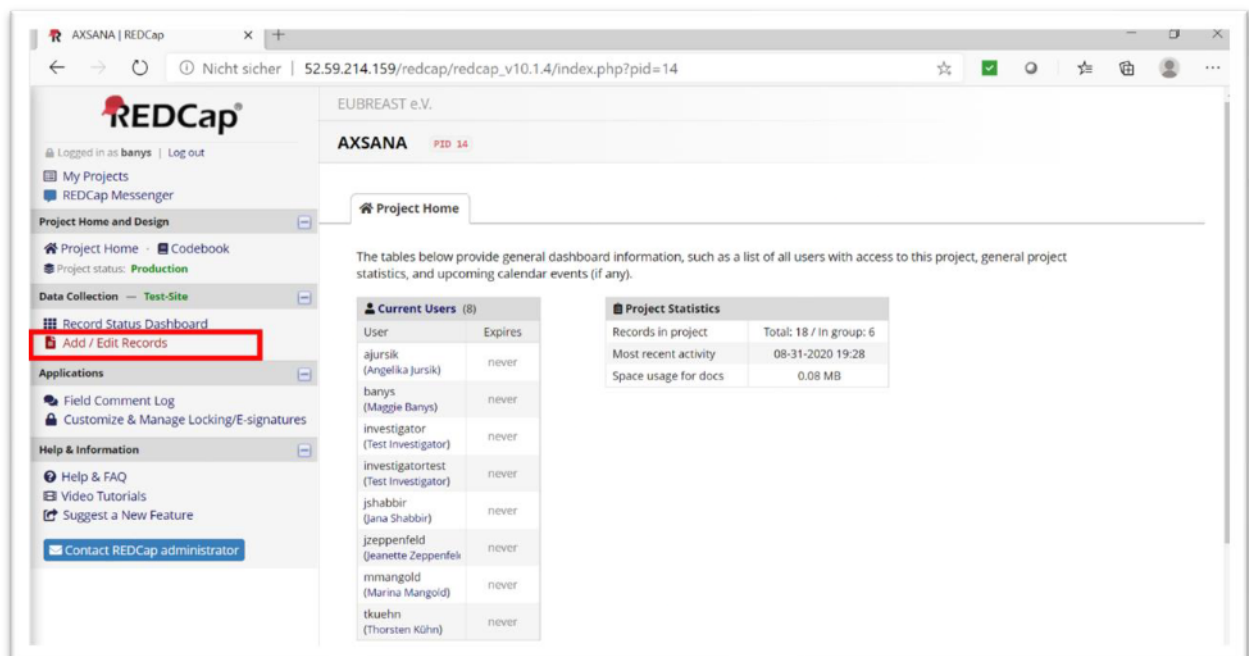 AXSANA | REDCap
Nicht sicher | 52.59.214.159/redcap/redcap_v10.1.4/index.php?pid=14
REDCap®
Logged in as banys | Log out
My Projects
REDCap Messenger
Project Home and Design
Project Home · Codebook
Project status: Production
Data Collection — Test-Site
Record Status Dashboard
Add / Edit Records
Applications
Field Comment Log
Customize & Manage Locking/E-signatures
Help & Information
Help & FAQ
Video Tutorials
Suggest a New Feature
Contact REDCap administrator
EUBREAST e.V.
AXSANA PID 14
Project Home
The tables below provide general dashboard information, such as a list of all users with access to this project, general project
statistics, and upcoming calendar events (if any).
Current Users (8)
User Expires
ajursik
(Angelika Jursik) never
banys
(Maggie Banys) never
investigator
(Test Investigator) never
investigatortest
(Test Investigator) never
jshabbir
(Jana Shabbir) never
jzeppenfeld
(Jeanette Zeppenfel never
mmangold
(Marina Mangold) never
tkuehn
(Thorsten Kühn) never
Project Statistics
Records in project Total: 18 / In group: 6
Most recent activity 08-31-2020 19:28
Space usage for docs 0.08 MB